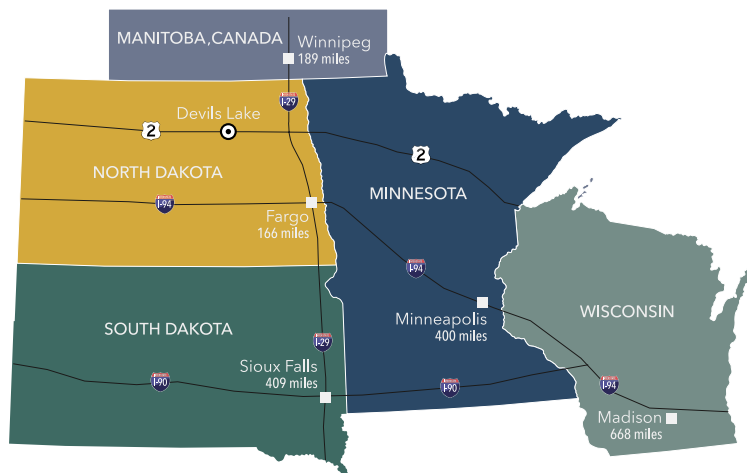 MANITOBA,CANADA
Winnipeg
189 miles
I-29
Devils Lake
2
2
NORTH DAKOTA
MINNESOTA
I-94
Fargo
166 miles
I-94
Minneapolis
400 miles
WISCONSIN
SOUTH DAKOTA
I-29
Sioux Falls
409 miles
I-90
I-90
I-94
Madison
668 miles